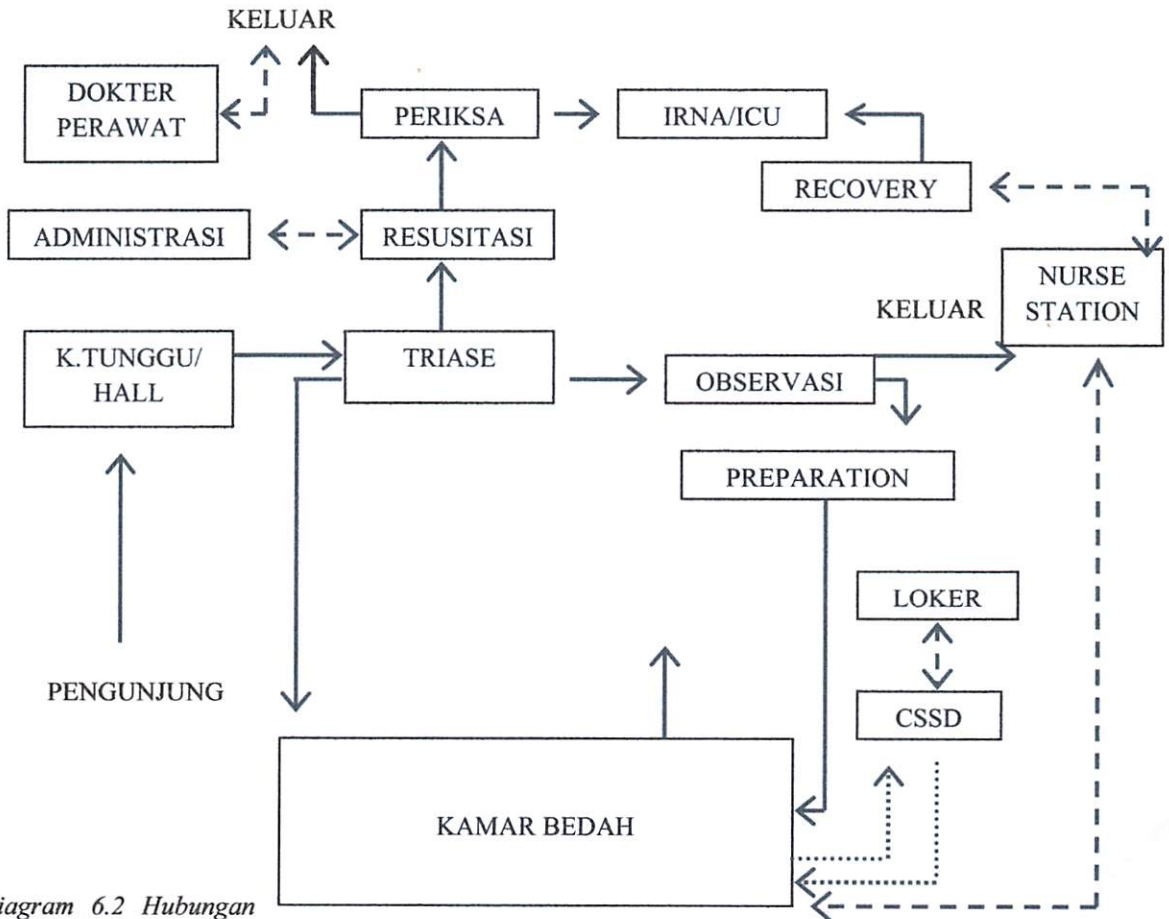 KELUAR
DOKTER
PERAWAT
PERIKSA
IRNA/ICU
RECOVERY
ADMINISTRASI
RESUSITASI
NURSE
STATION
KELUAR
K.TUNGGU/
HALL
TRIASE
OBSERVASI
PREPARATION
LOKER
PENGUNJUNG
CSSD
KAMAR BEDAH
iagram 6.2 Hubungan